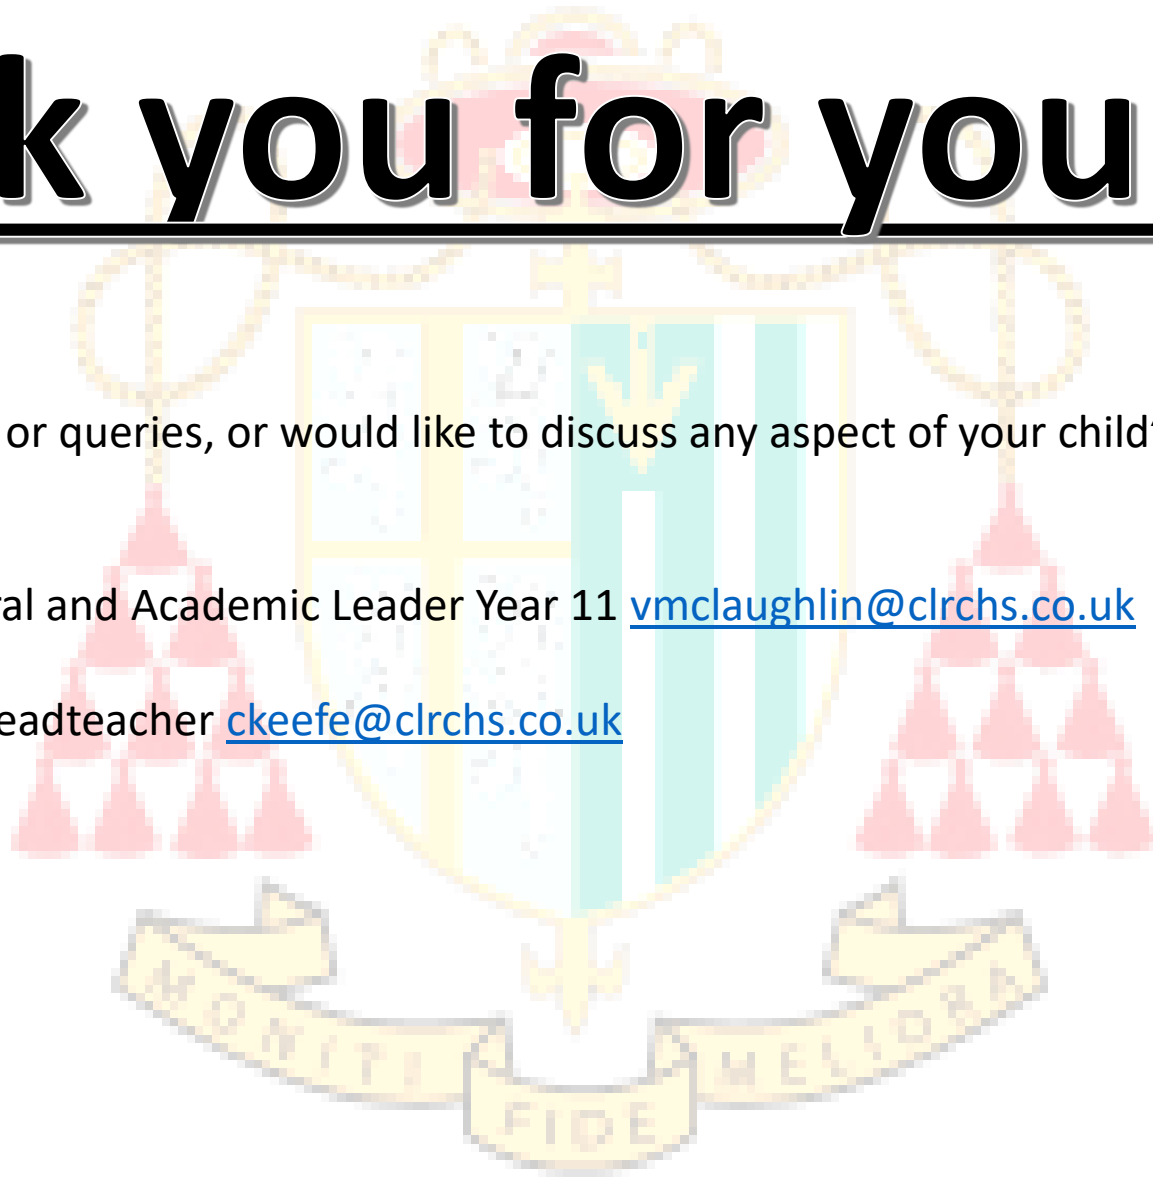 k you for you
or queries, or would like to discuss any aspect of your child’
ral and Academic Leader Year 11 vmclaughlin@clrchs.co.uk
eadteacher ckeefe@clrchs.co.uk
MONITI FIDE MELIORA